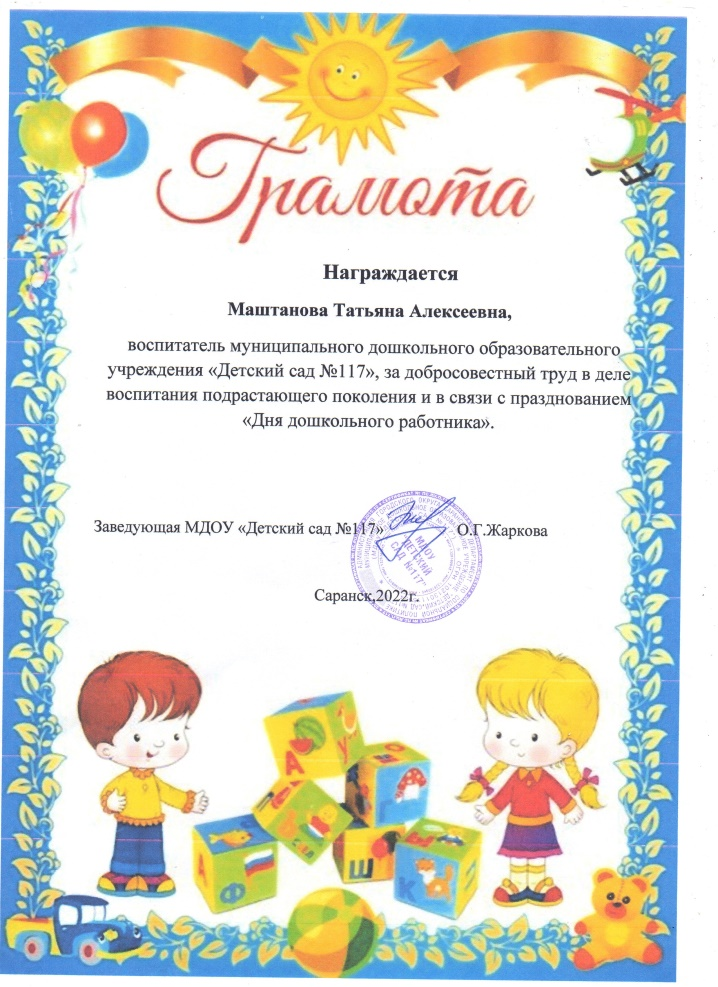 Грамота
Награждается
Маштанова Татьяна Алексеевна,
воспитатель муниципального дошкольного образовательного
учреждения «Детский сад №117», за добросовестный труд в деле
воспитания подрастающего поколения и в связи с празднованием
«Дня дошкольного работника».
Заведующая МДОУ «Детский сад №117» О.Г.Жаркова
МДОУ
"ДЕТСКИЙ
САД №117"
Саранск,2022г.
А
У
А
Ф
Ш
Ы
К